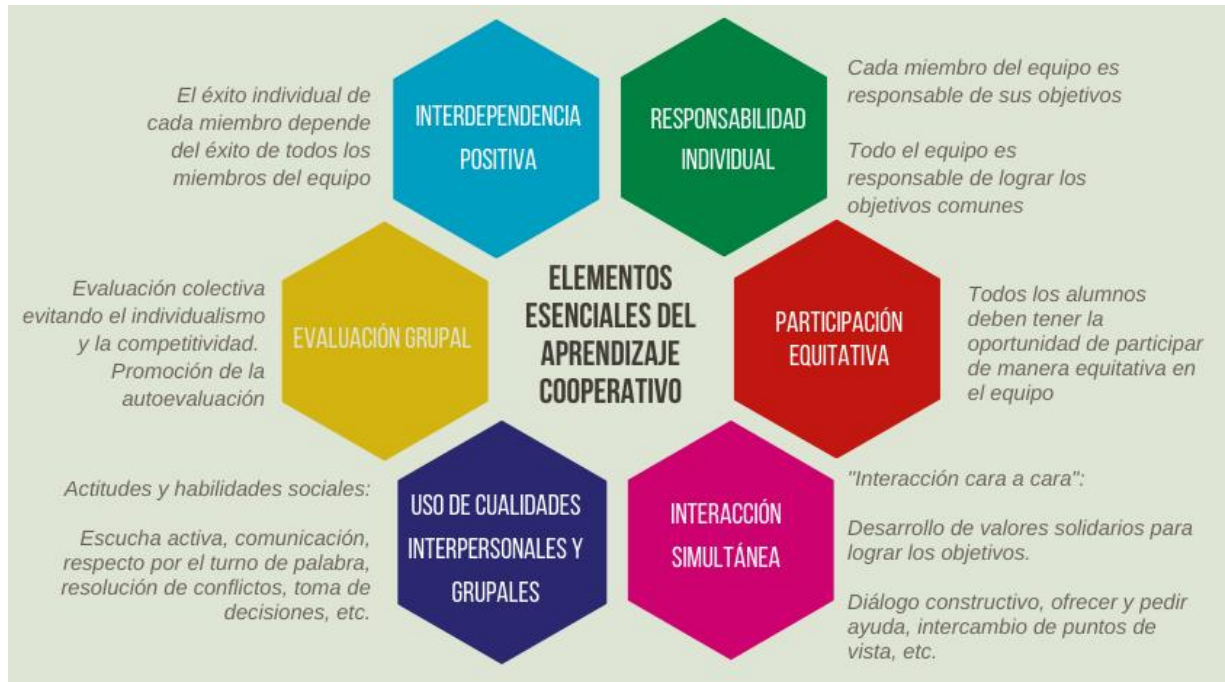 ELEMENTOS
ESENCIALES DEL
APRENDIZAJE
COOPERATIVO
INTERDEPENDENCIA
POSITIVA
El éxito individual de
cada miembro depende
del éxito de todos los
miembros del equipo
RESPONSABILIDAD
INDIVIDUAL
Cada miembro del equipo es
responsable de sus objetivos
Todo el equipo es
responsable de lograr los
objetivos comunes
EVALUACIÓN GRUPAL
Evaluación colectiva
evitando el individualismo
y la competitividad.
Promoción de la
autoevaluación
PARTICIPACIÓN
EQUITATIVA
Todos los alumnos
deben tener la
oportunidad de participar
de manera equitativa en
el equipo
USO DE CUALIDADES
INTERPERSONALES Y
GRUPALES
Actitudes y habilidades sociales:
Escucha activa, comunicación,
respecto por el turno de palabra,
resolución de conflictos, toma de
decisiones, etc.
INTERACCIÓN
SIMULTÁNEA
"Interacción cara a cara":
Desarrollo de valores solidarios para
lograr los objetivos.
Diálogo constructivo, ofrecer y pedir
ayuda, intercambio de puntos de
vista, etc.